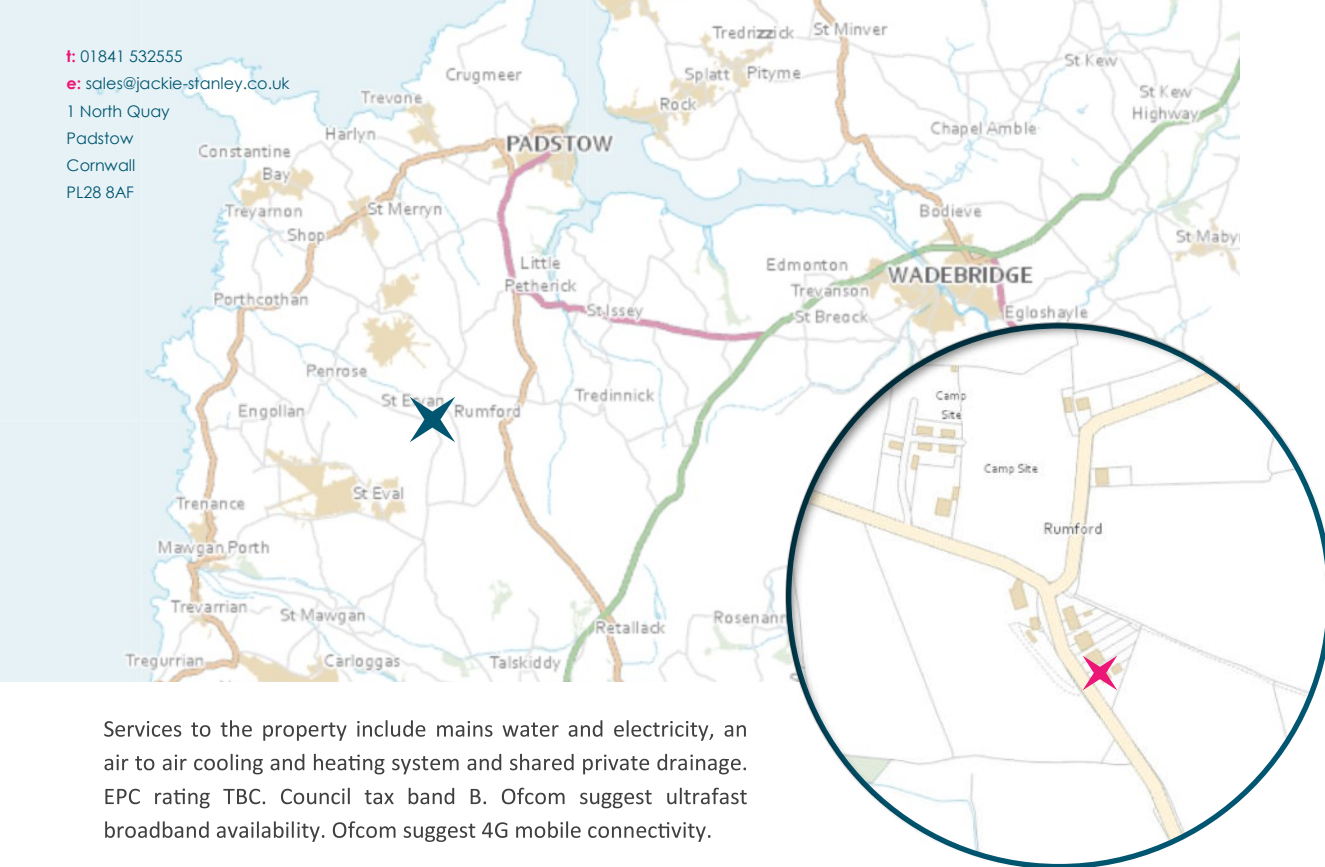 t: 01841 532555
e: sales@jackie-stanley.co.uk
1 North Quay
Padstow
Cornwall
PL28 8AF
Tredrizzick
St Minver
Crugmeer
Splatt
Pityme
St Kew
Trevone
Rock
St Kew
Highway
Harlyn
PADSTOW
Chapel Amble
Constantine
Bay
Treyarnon
St Merryn
Bodieve
Shop
St Maby
Little
Petherick
Edmonton
WADEBRIDGE
Trevanson
Porthcothan
St Issey
St Breock
Egloshayle
Penrose
St Ervan
Rumford
Tredinnick
Engollan
St Eval
Trenance
Mawgan Porth
Trevarrian
St Mawgan
Retallack
Rosenann
Tregurrian
Carloggas
Talskiddy
Camp
Site
Camp Site
Rumford
Services to the property include mains water and electricity, an
air to air cooling and heating system and shared private drainage.
EPC rating TBC. Council tax band B. Ofcom suggest ultrafast
broadband availability. Ofcom suggest 4G mobile connectivity.